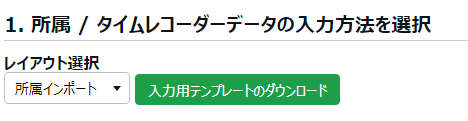 1. 所属 / タイムレコーダーデータの入力方法を選択
レイアウト選択
所属インポート
入力用テンプレートのダウンロード